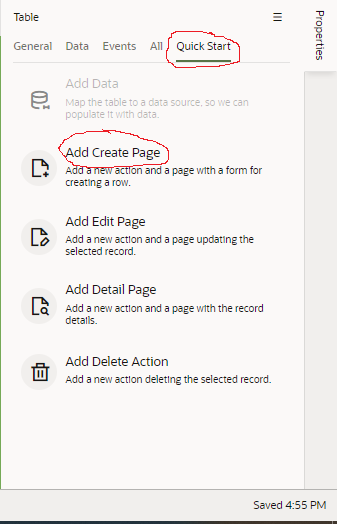 Table
Properties
General Data Events All Quick Start
Add Data
Map the table to a data source, so we can
populate it with data.
Add Create Page
Add a new action and a page with a form for
creating a row.
Add Edit Page
Add a new action and a page updating the
selected record.
Add Detail Page
Add a new action and a page with the record
details.
Add Delete Action
Add a new action deleting the selected record.
Saved 4:55 PM